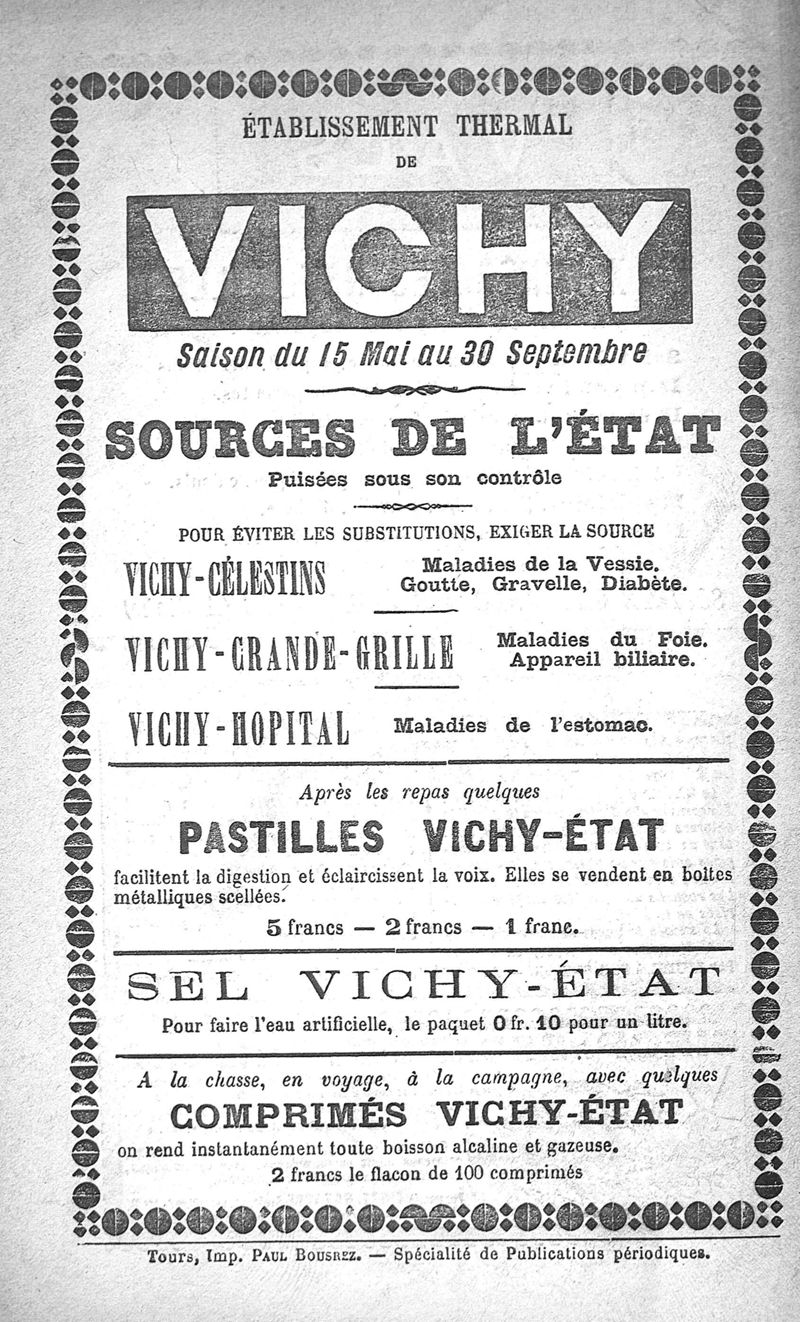 ÉTABLISSEMENT THERMAL
DE
VICHY
Saison du 15 Mai au 30 Septembre
SOURCES DE L'ÉTAT
Puisées sous son contrôle
POUR ÉVITER LES SUBSTITUTIONS, EXIGER LA SOURCE
VICHY-CÉLESTINS
Maladies de la Vessie.
Goutte, Gravelle, Diabète.
VICHY-GRANDE-GRILLE
Maladies du Foie.
Appareil biliaire.
VICHY-HOPITAL
Maladies de l'estomac.
Après les repas quelques
PASTILLES VICHY-ÉTAT
facilitent la digestion et éclaircissent la voix. Elles se vendent en boîtes
métalliques scellées.
5 francs — 2 francs — 1 franc.
SEL VICHY-ÉTAT
Pour faire l'eau artificielle, le paquet 0 fr. 10 pour un litre.
A la chasse, en voyage, à la campagne, avec quelques
COMPRIMÉS VICHY-ÉTAT
on rend instantanément toute boisson alcaline et gazeuse.
2 francs le flacon de 100 comprimés
Tours, Imp. PAUL BOUSREZ. — Spécialité de Publications périodiques.